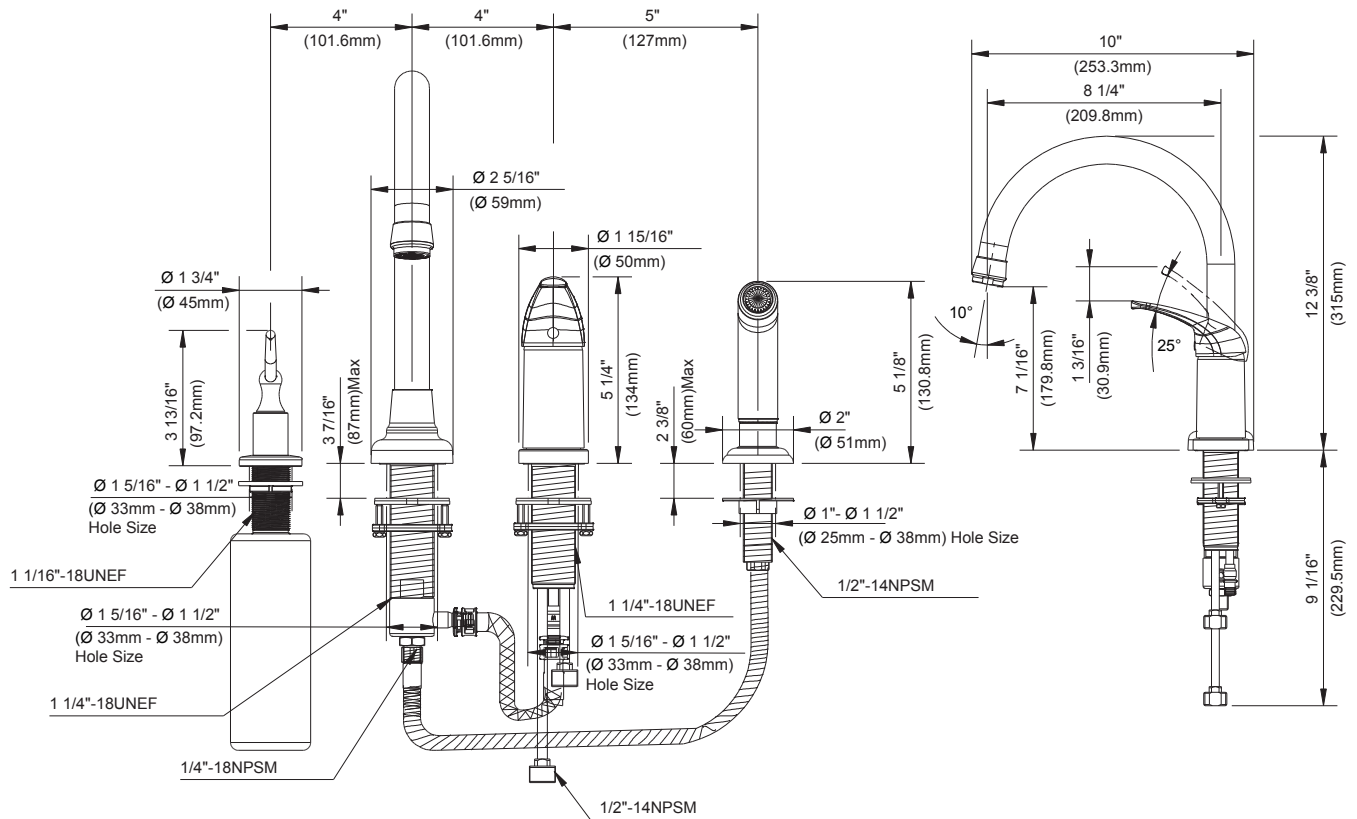 4"
(101.6mm)
4"
(101.6mm)
5"
(127mm)
10"
(253.3mm)
8 1/4"
(209.8mm)
Ø 2 5/16"
(Ø 59mm)
Ø 1 15/16"
(Ø 50mm)
Ø 1 3/4"
(Ø 45mm)
3 13/16"
(97.2mm)
3 7/16"
(87mm)Max
5 1/4"
(134mm)
2 3/8"
(60mm)Max
5 1/8"
(130.8mm)
Ø 2"
(Ø 51mm)
10°
7 1/16"
(179.8mm)
1 3/16"
(30.9mm)
25°
12 3/8"
(315mm)
9 1/16"
(229.5mm)
Ø 1 5/16" - Ø 1 1/2"
(Ø 33mm - Ø 38mm)
Hole Size
1 1/16"-18UNEF
Ø 1 5/16" - Ø 1 1/2"
(Ø 33mm - Ø 38mm)
Hole Size
1 1/4"-18UNEF
1/4"-18NPSM
Ø 1"- Ø 1 1/2"
(Ø 25mm - Ø 38mm) Hole Size
1/2"-14NPSM
1 1/4"-18UNEF
Ø 1 5/16" - Ø 1 1/2"
(Ø 33mm - Ø 38mm)
Hole Size
1/2"-14NPSM